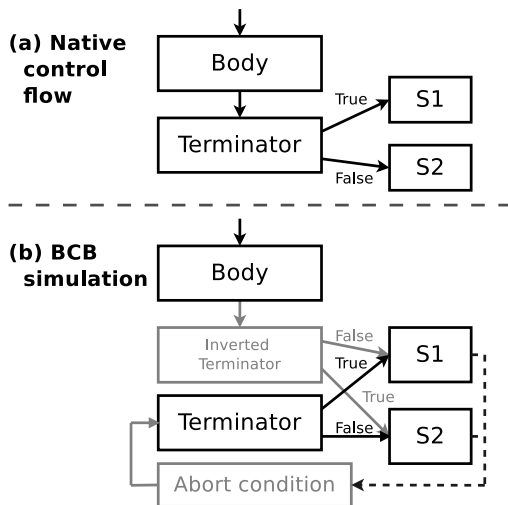 (a) Native
control
flow
Body
Terminator
True
False
S1
S2
(b) BCB
simulation
Body
Inverted
Terminator
False
True
True
False
S1
S2
Terminator
Abort condition